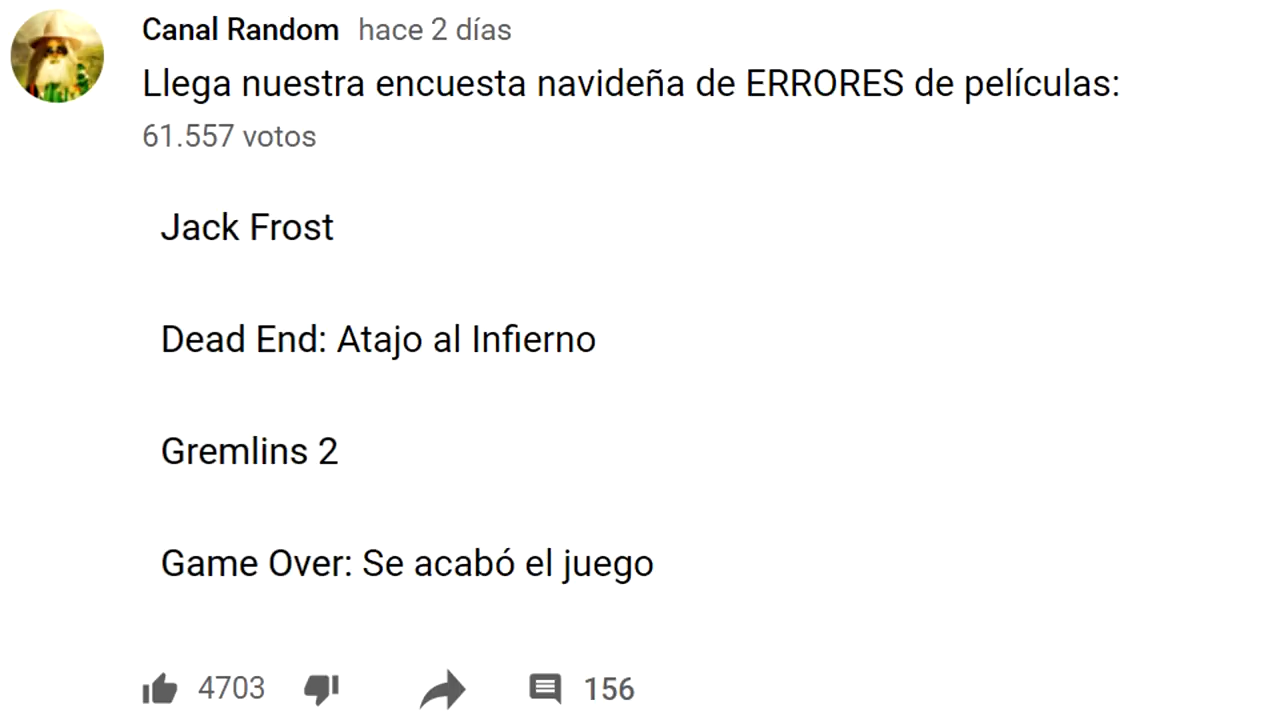 Canal Random hace 2 días
Llega nuestra encuesta navideña de ERRORES de películas:
61.557 votos
Jack Frost
Dead End: Atajo al Infierno
Gremlins 2
Game Over: Se acabó el juego
4703 156